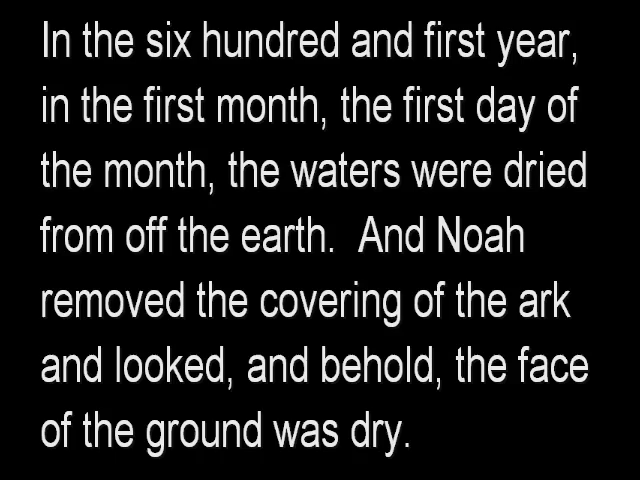 In the six hundred and first year,
in the first month, the first day of
the month, the waters were dried
from off the earth.  And Noah
removed the covering of the ark
and looked, and behold, the face
of the ground was dry.